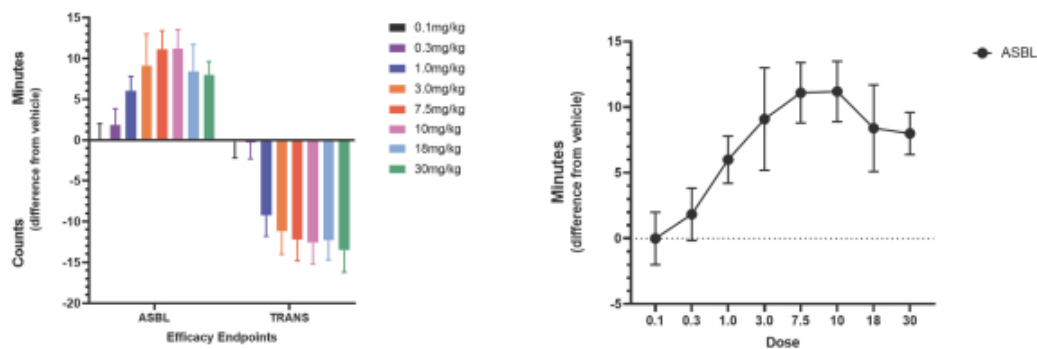 Minutes
(difference from vehicle)
Counts
15
10
5
0
-5
-10
-15
-20
ASBL
TRANS
Efficacy Endpoints
0.1mg/kg
0.3mg/kg
1.0mg/kg
3.0mg/kg
7.5mg/kg
10mg/kg
18mg/kg
30mg/kg
Minutes
(difference from vehicle)
15
10
5
0
-5
0.1
0.3
1.0
3.0
7.5
10
18
30
Dose
ASBL